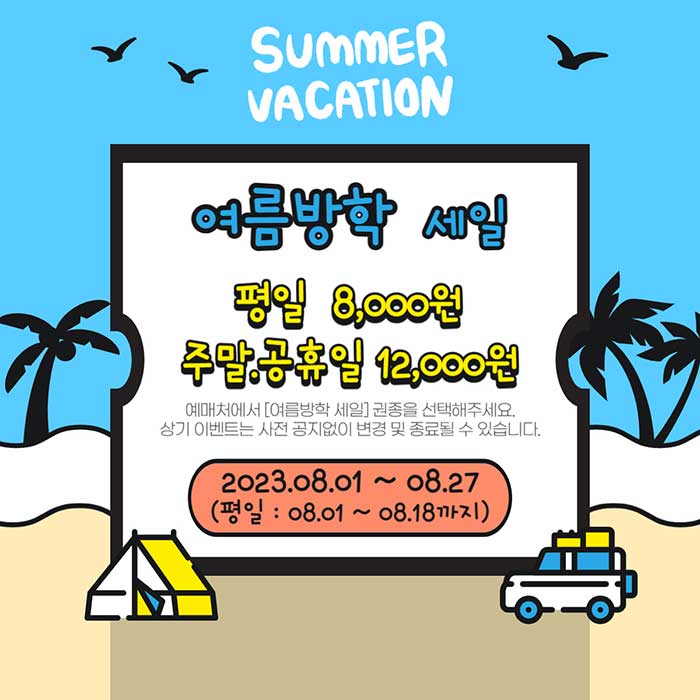 SUMMER
VACATION
여름방학 세일
평일 8,000원
주말.공휴일 12,000원
예매처에서 [여름방학 세일] 권종을 선택해주세요.
상기 이벤트는 사전 공지없이 변경 및 종료될 수 있습니다.
2023.08.01 ~ 08.27
(평일 : 08.01 ~ 08.18까지)